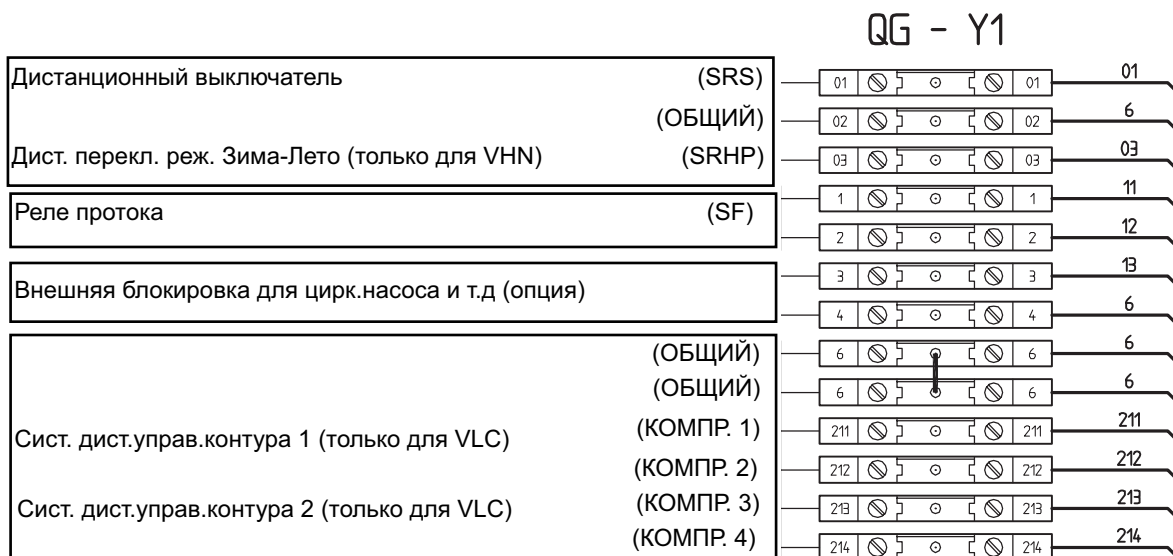 QG - Y1
Дистанционный выключатель (SRS) 01 01 01
(ОБЩИЙ) 02 02 6
Дист. перекл. реж. Зима-Лето (только для VHN) (SRHP) 03 03 03
1 1 11
Реле протока (SF)
2 2 12
3 3 13
Внешняя блокировка для цирк.насоса и т.д (опция)
4 4 6
(ОБЩИЙ) 6 6 6
(ОБЩИЙ) 6 6 6
Сист. дист.управ.контура 1 (только для VLC) (КОМПР. 1) 211 211 211
(КОМПР. 2) 212 212 212
Сист. дист.управ.контура 2 (только для VLC) (КОМПР. 3) 213 213 213
(КОМПР. 4) 214 214 214